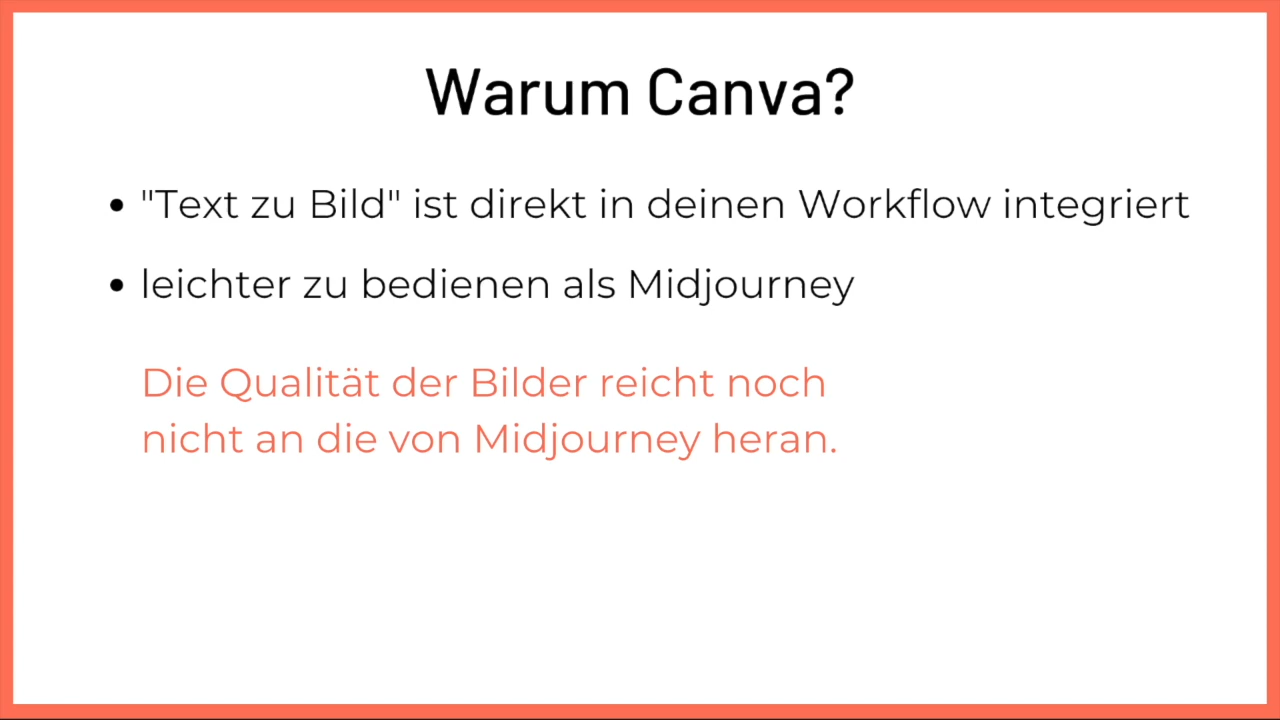 Warum Canva?
• "Text zu Bild" ist direkt in deinen Workflow integriert
• leichter zu bedienen als Midjourney
Die Qualität der Bilder reicht noch
nicht an die von Midjourney heran.